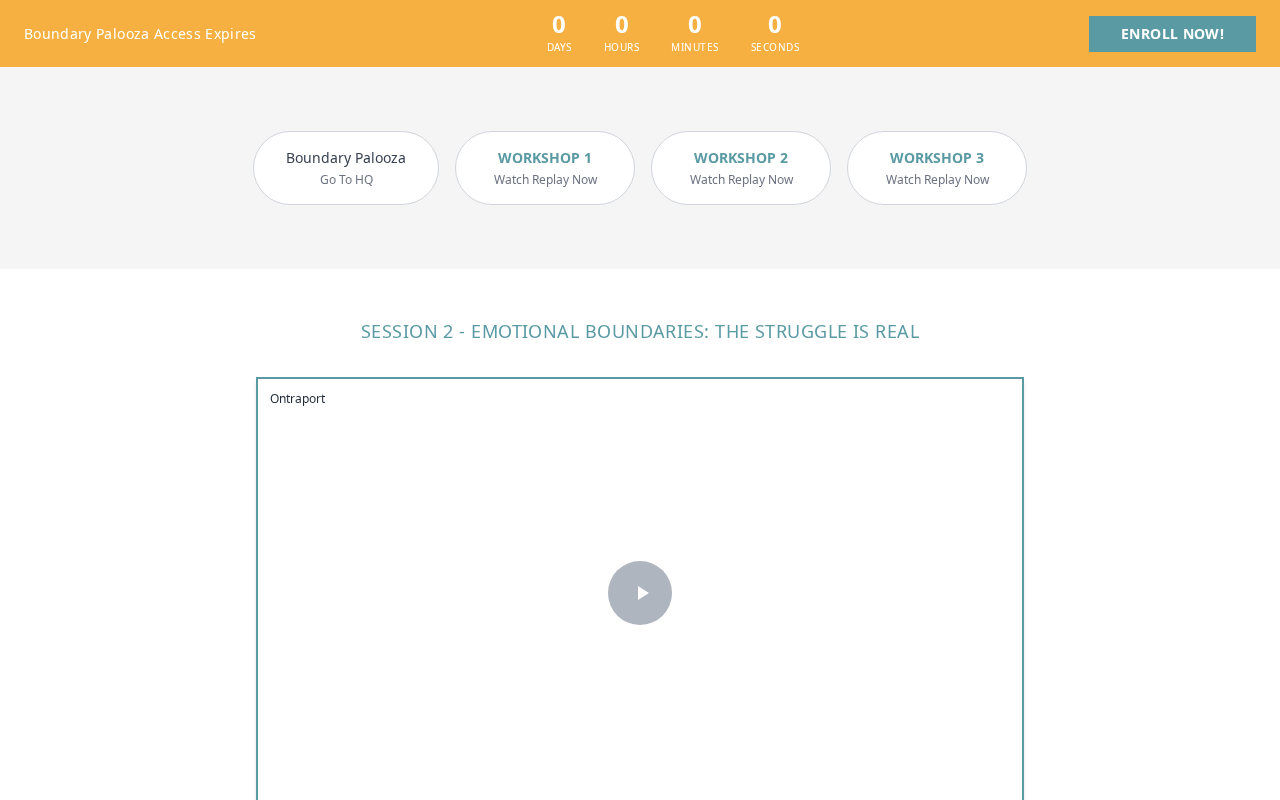 Boundary Palooza Access Expires
0 0 0 0
DAYS HOURS MINUTES SECONDS
ENROLL NOW!
Boundary Palooza
Go To HQ
WORKSHOP 1
Watch Replay Now
WORKSHOP 2
Watch Replay Now
WORKSHOP 3
Watch Replay Now
SESSION 2 - EMOTIONAL BOUNDARIES: THE STRUGGLE IS REAL
Ontraport